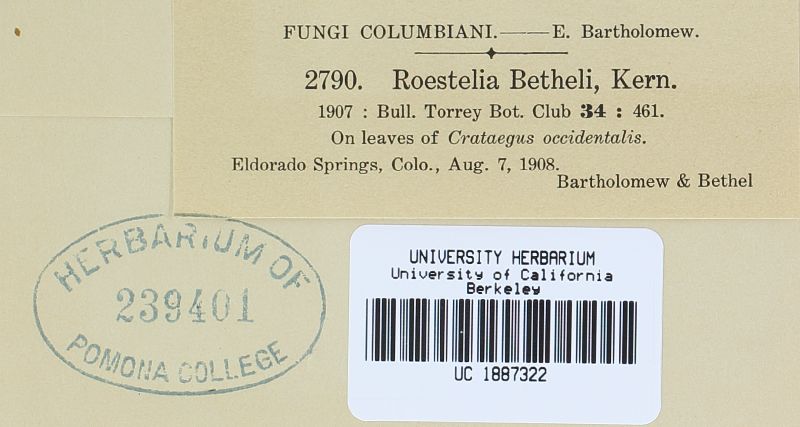 FUNGI COLUMBIANI.——E. Bartholomew.
2790. Roestelia Betheli, Kern.
1907 : Bull. Torrey Bot. Club 34 : 461.
On leaves of Crataegus occidentalis.
Eldorado Springs, Colo., Aug. 7, 1908.
Bartholomew & Bethel
HERBARIUM OF
239401
POMONA COLLEGE
UNIVERSITY HERBARIUM
University of California
Berkeley
UC 1887322